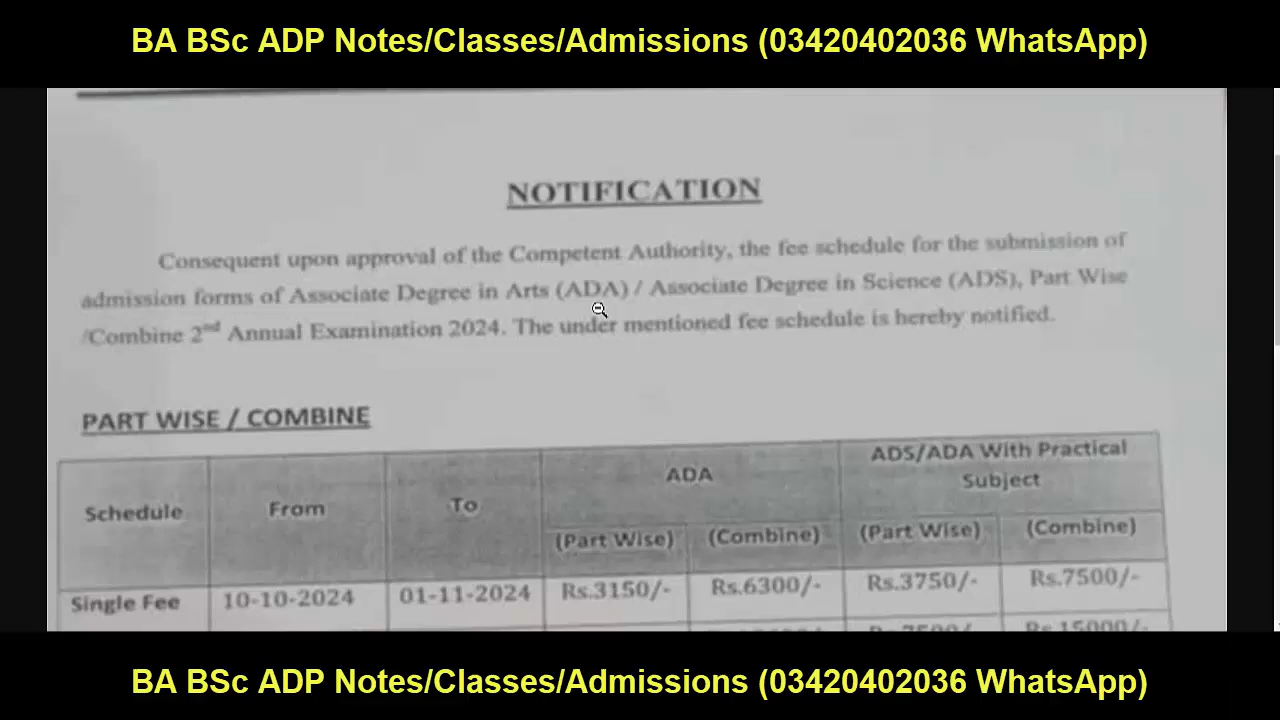 BA BSc ADP Notes/Classes/Admissions (03420402036 WhatsApp)
NOTIFICATION
Consequent upon approval of the Competent Authority, the fee schedule for the submission of
admission forms of Associate Degree in Arts (ADA) / Associate Degree in Science (ADS), Part Wise
/Combine 2nd Annual Examination 2024. The under mentioned fee schedule is hereby notified.
PART WISE / COMBINE
Schedule From To ADA ADS/ADA With Practical
Subject
(Part Wise) (Combine) (Part Wise) (Combine)
Single Fee 10-10-2024 01-11-2024 Rs.3150/- Rs.6300/- Rs.3750/- Rs.7500/-
Rs.7500/- Rs.15000/-
BA BSc ADP Notes/Classes/Admissions (03420402036 WhatsApp)